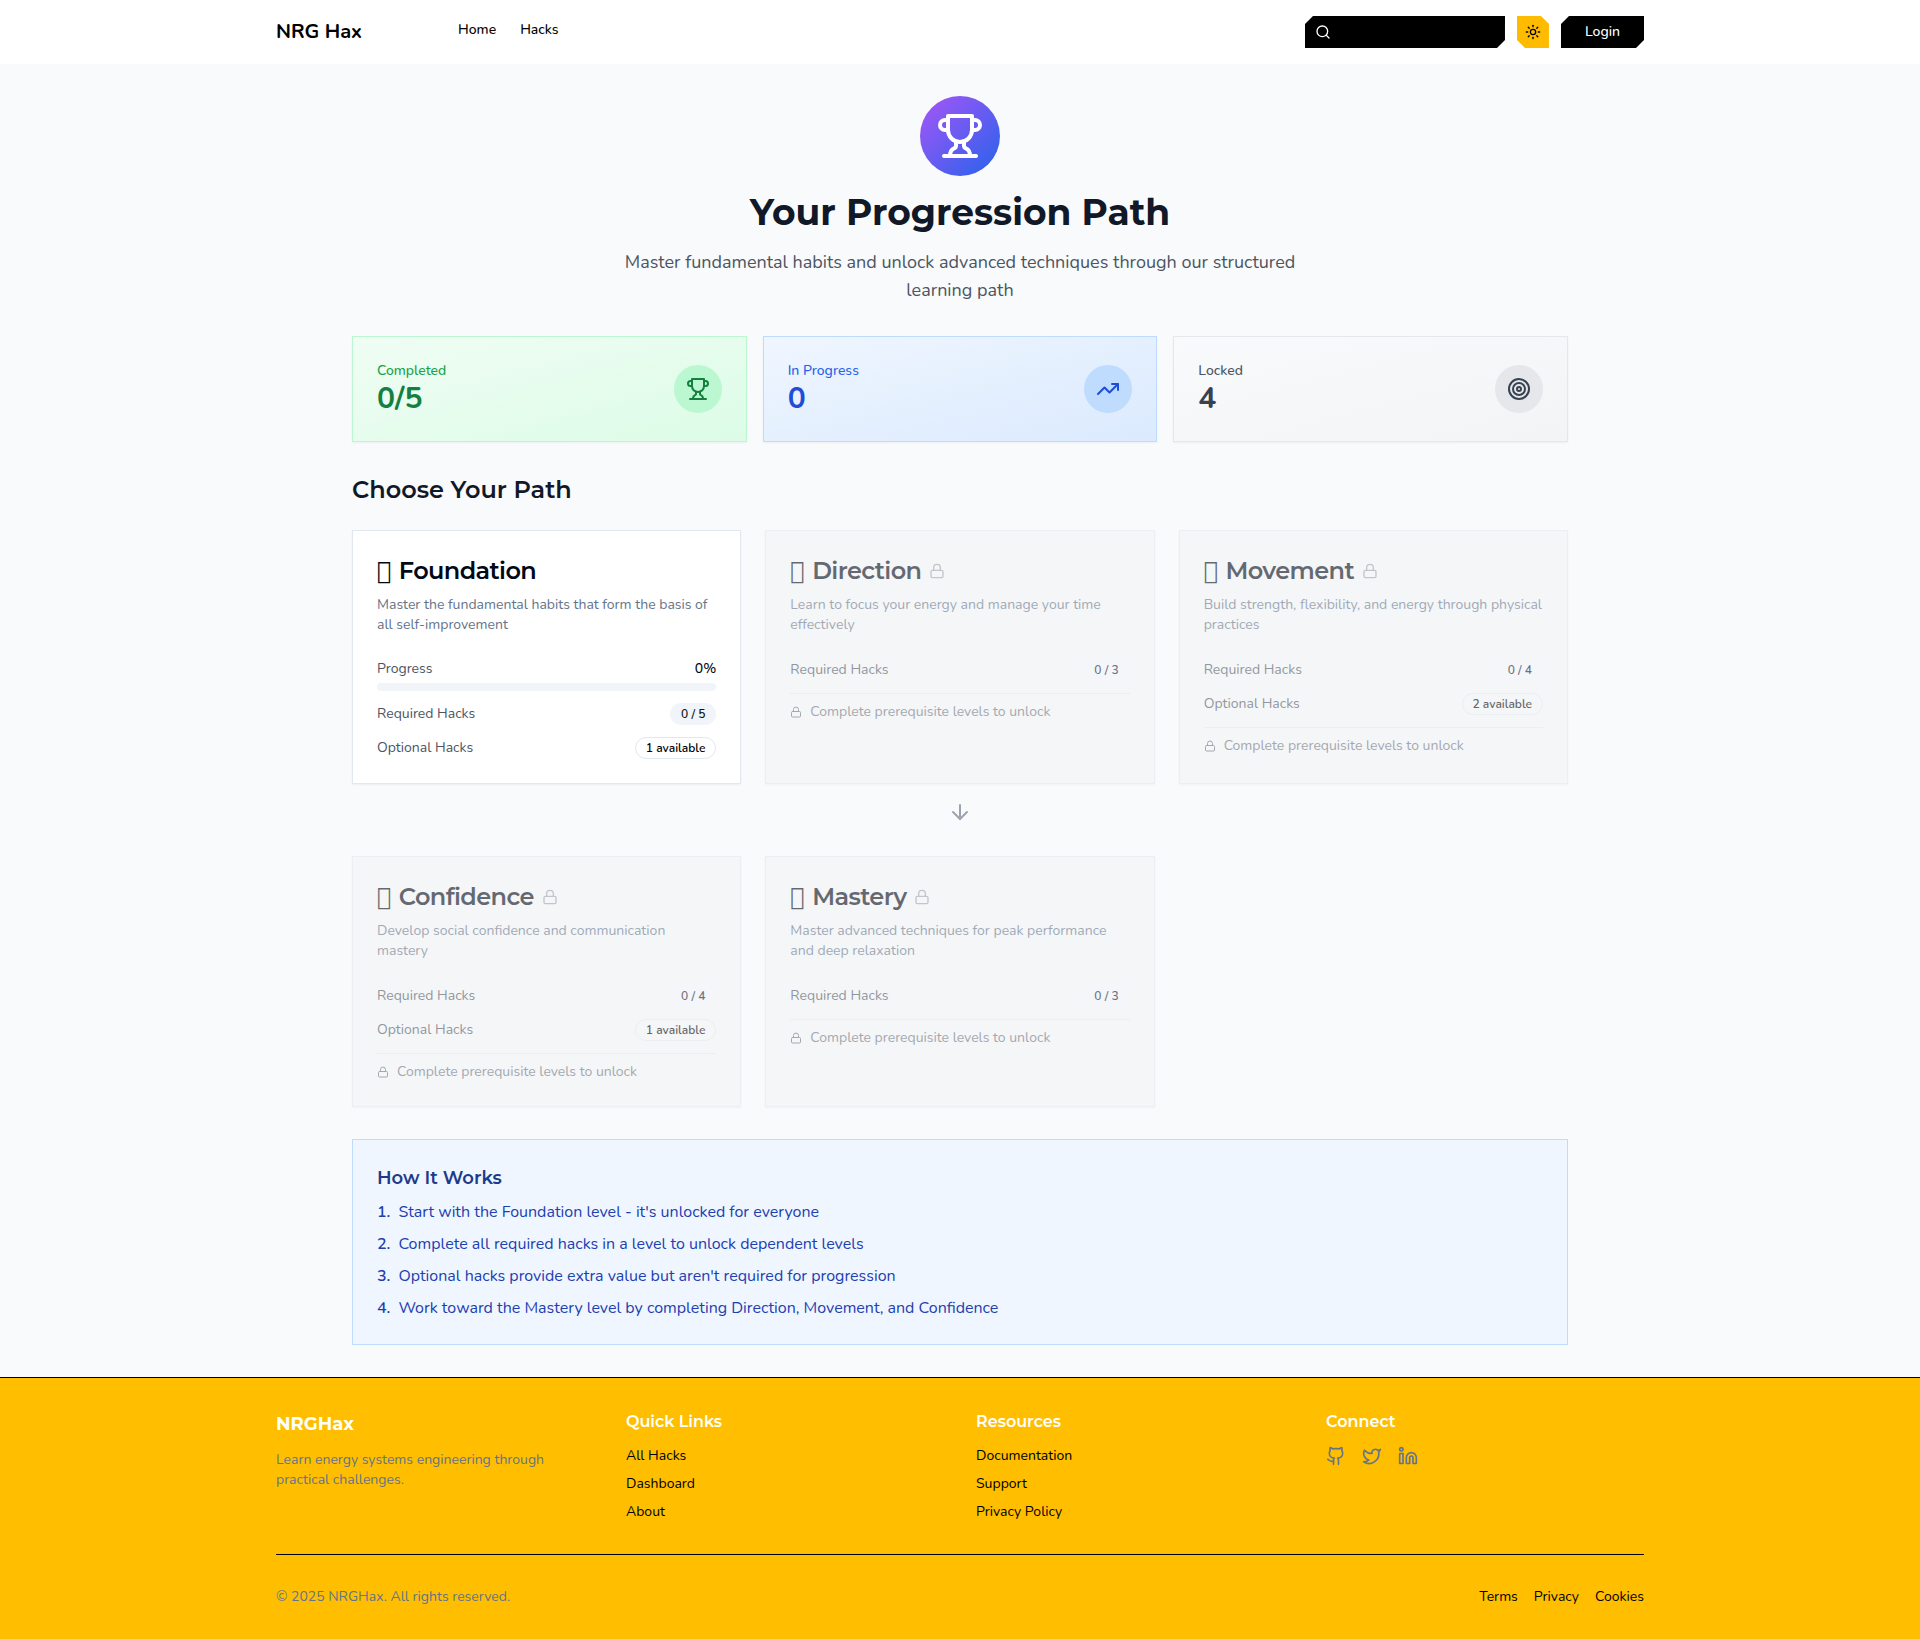 NRG Hax
Home
Hacks
Login
Your Progression Path
Master fundamental habits and unlock advanced techniques through our structured
learning path
Completed
0/5
In Progress
0
Locked
4
Choose Your Path
Foundation
Master the fundamental habits that form the basis of
all self-improvement
Progress
0%
Required Hacks
0 / 5
Optional Hacks
1 available
Direction
Learn to focus your energy and manage your time
effectively
Required Hacks
0 / 3
Complete prerequisite levels to unlock
Movement
Build strength, flexibility, and energy through physical
practices
Required Hacks
0 / 4
Optional Hacks
2 available
Complete prerequisite levels to unlock
Confidence
Develop social confidence and communication
mastery
Required Hacks
0 / 4
Optional Hacks
1 available
Complete prerequisite levels to unlock
Mastery
Master advanced techniques for peak performance
and deep relaxation
Required Hacks
0 / 3
Complete prerequisite levels to unlock
How It Works
1. Start with the Foundation level - it's unlocked for everyone
2. Complete all required hacks in a level to unlock dependent levels
3. Optional hacks provide extra value but aren't required for progression
4. Work toward the Mastery level by completing Direction, Movement, and Confidence
NRGHax
Learn energy systems engineering through
practical challenges.
Quick Links
All Hacks
Dashboard
About
Resources
Documentation
Support
Privacy Policy
Connect
© 2025 NRGHax. All rights reserved.
Terms
Privacy
Cookies